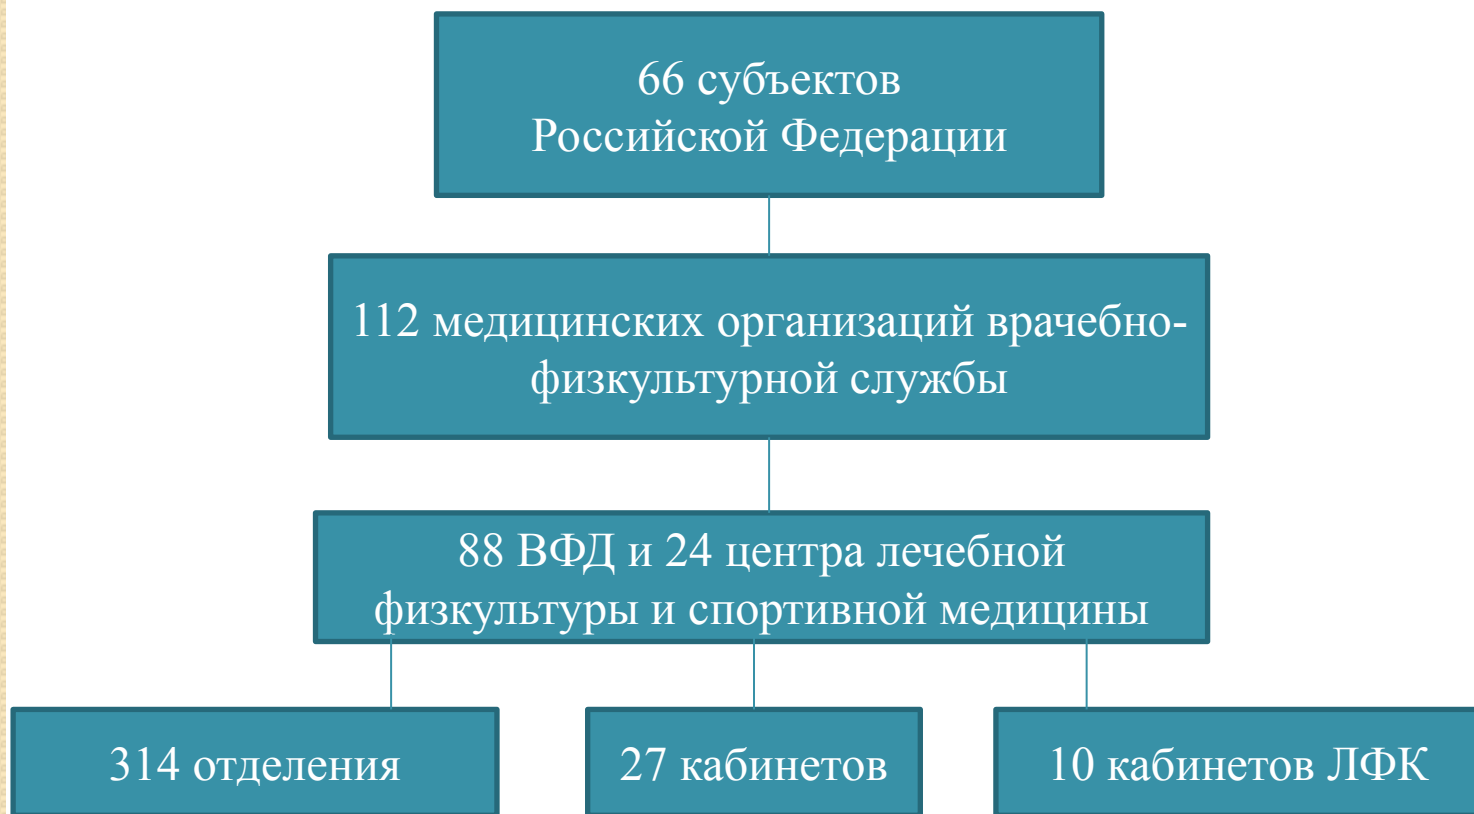 66 субъектов
Российской Федерации
112 медицинских организаций врачебно-
физкультурной службы
88 ВФД и 24 центра лечебной
физкультуры и спортивной медицины
314 отделения
27 кабинетов
10 кабинетов ЛФК